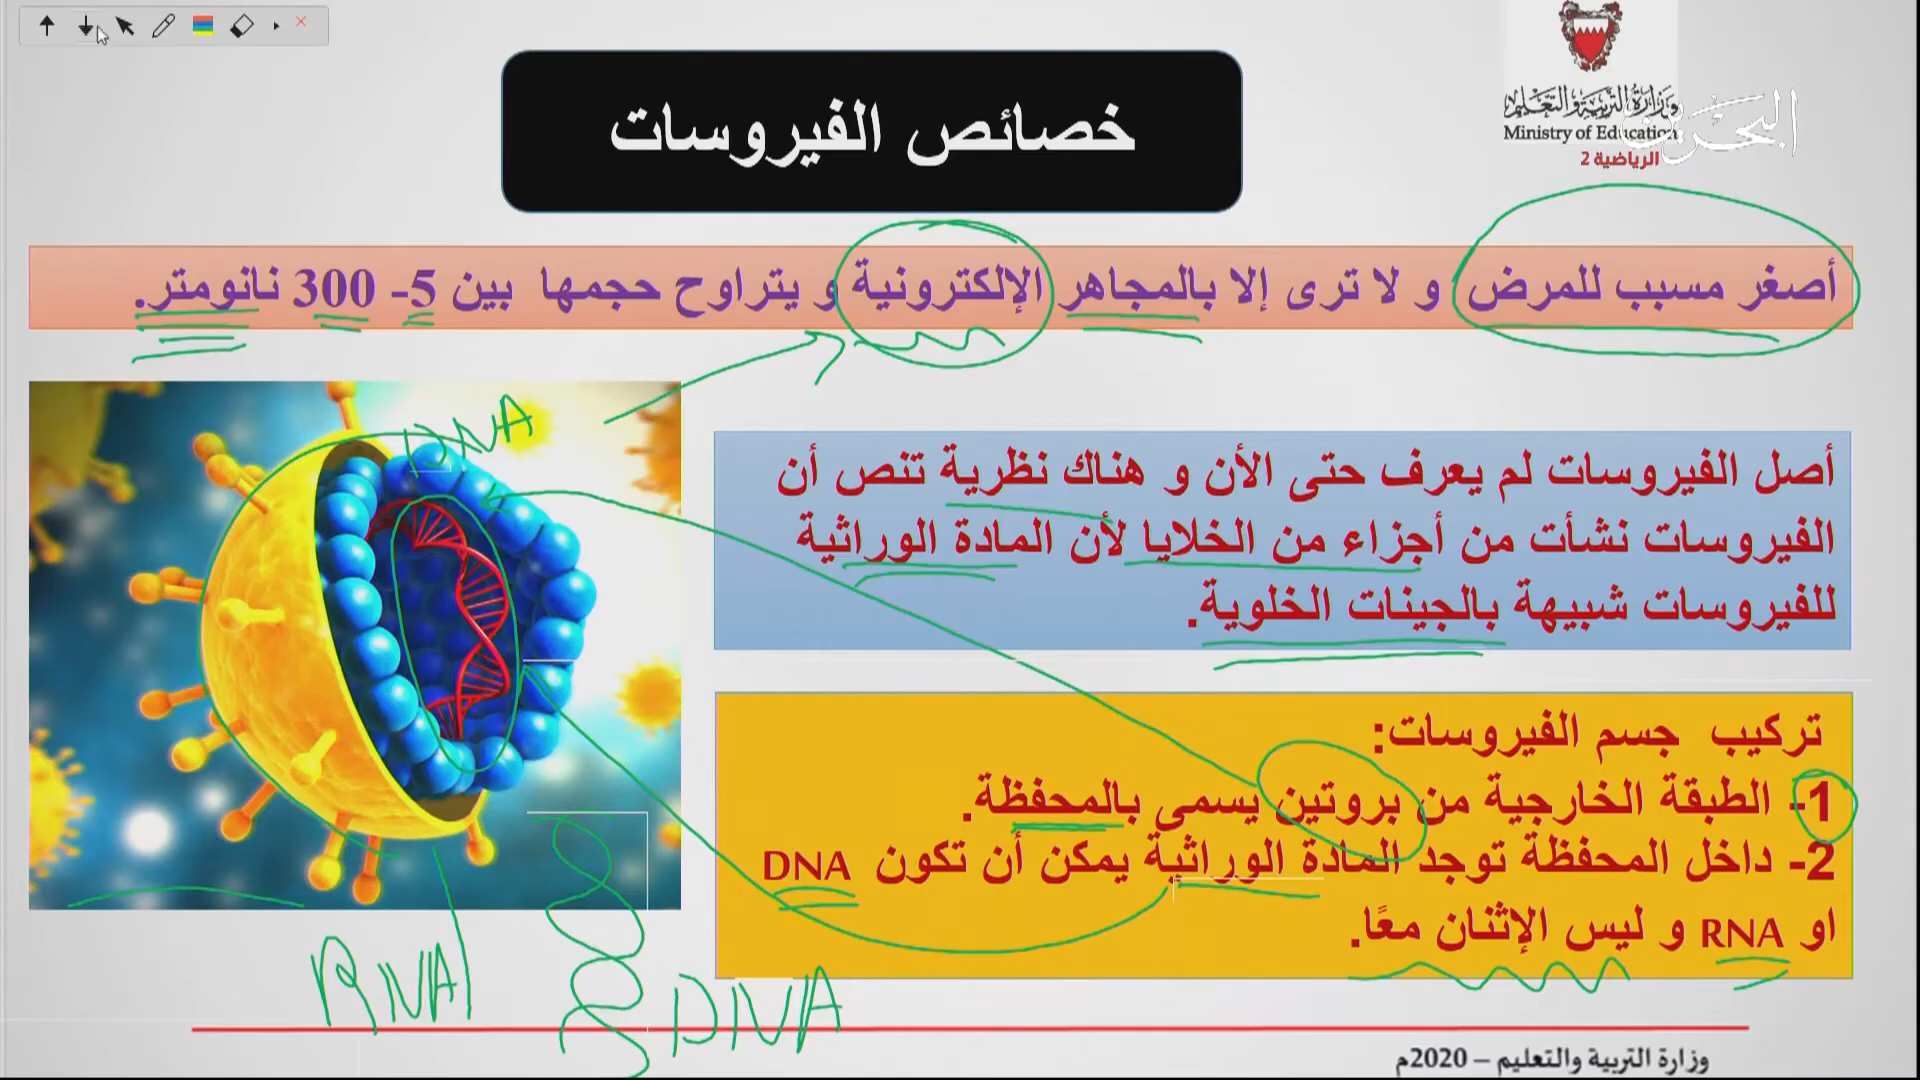 وزارة التربية والتعليم
Ministry of Education
البحرين
الرياضية 2
خصائص الفيروسات
أصغر مسبب للمرض و لا ترى إلا بالمجاهر الإلكترونية و يتراوح حجمها بين 5- 300 نانومتر.
DNA
أصل الفيروسات لم يعرف حتى الأن و هناك نظرية تنص أن
الفيروسات نشأت من أجزاء من الخلايا لأن المادة الوراثية
للفيروسات شبيهة بالجينات الخلوية.
تركيب جسم الفيروسات:
1- الطبقة الخارجية من بروتين يسمى بالمحفظة.
2- داخل المحفظة توجد المادة الوراثية يمكن أن تكون DNA
او RNA و ليس الإثنان معًا.
RNA
DNA
وزارة التربية والتعليم – 2020م